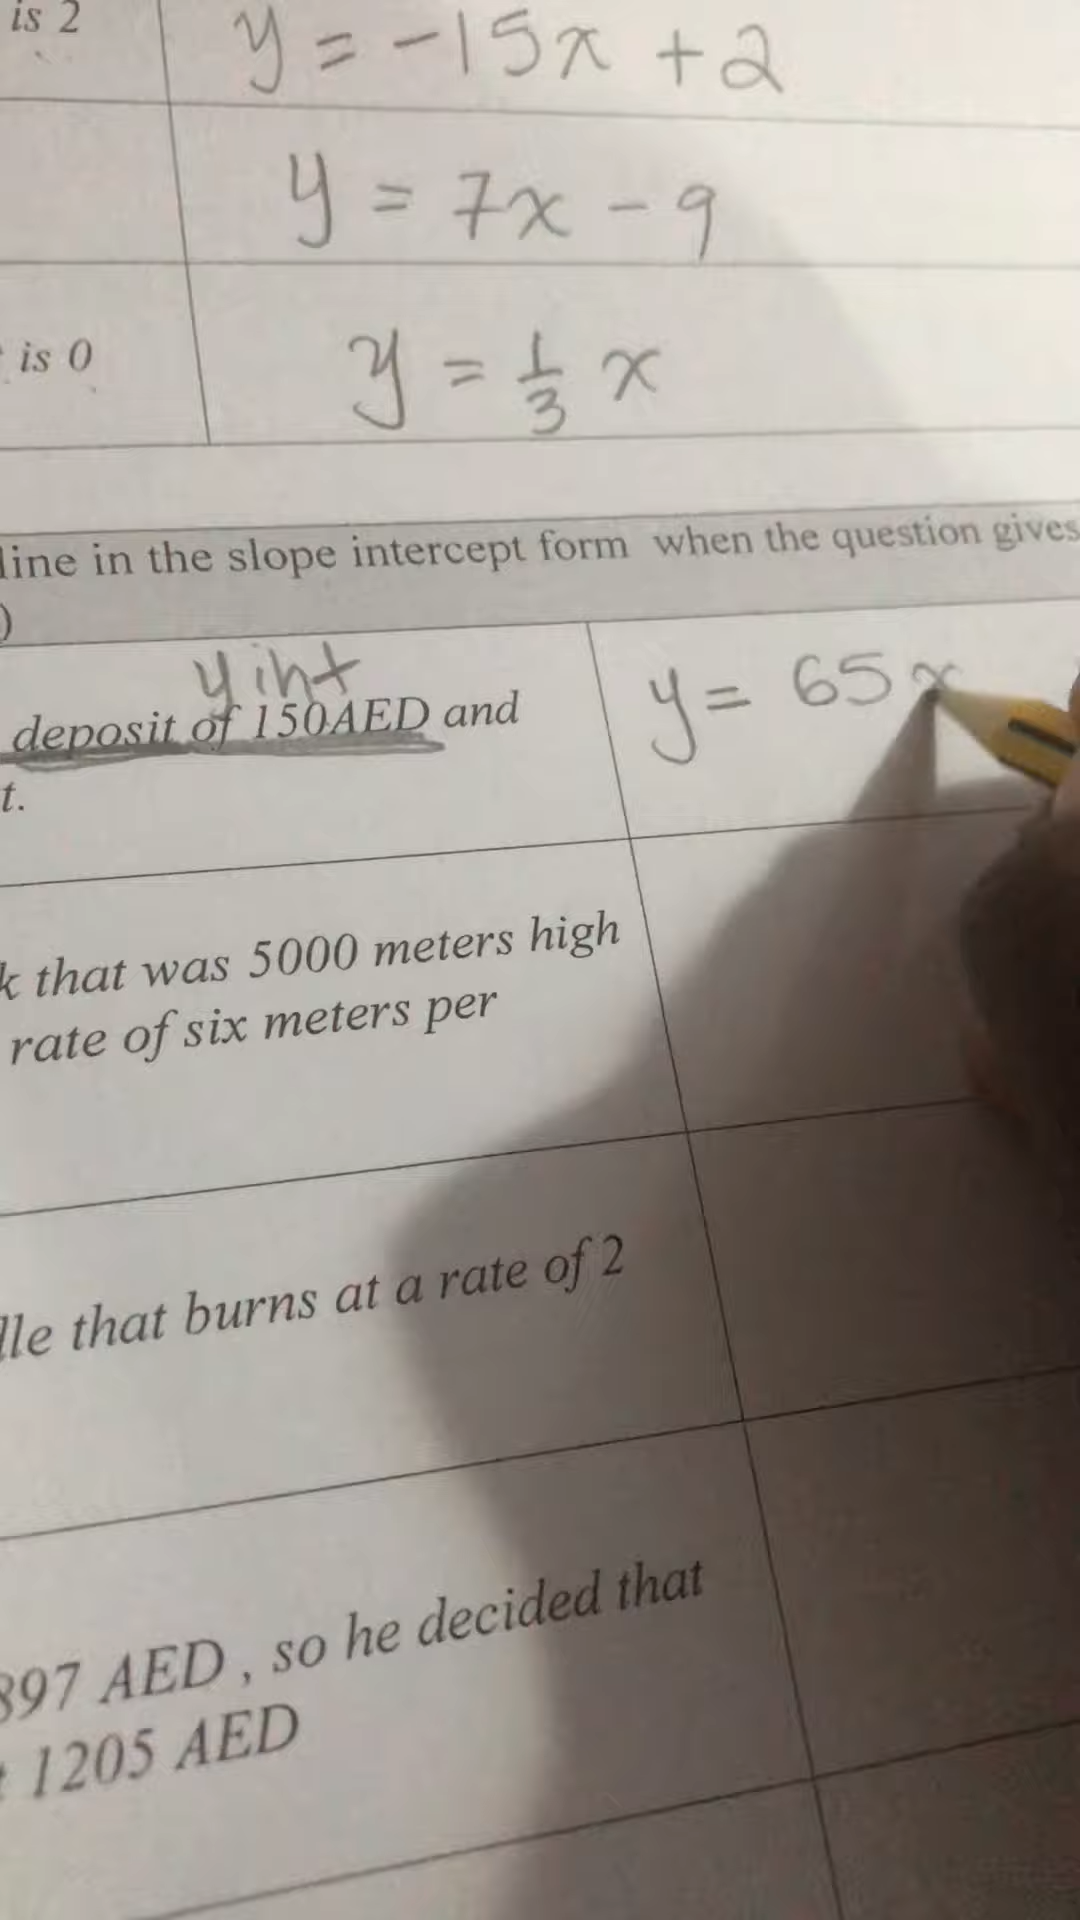 is 2
y = -15x + 2
y = 7x - 9
is 0
y = 1/3 x
line in the slope intercept form when the question gives
)
y int
deposit of 150AED and
t.
y = 65x
k that was 5000 meters high
rate of six meters per
lle that burns at a rate of 2
897 AED , so he decided that
1205 AED